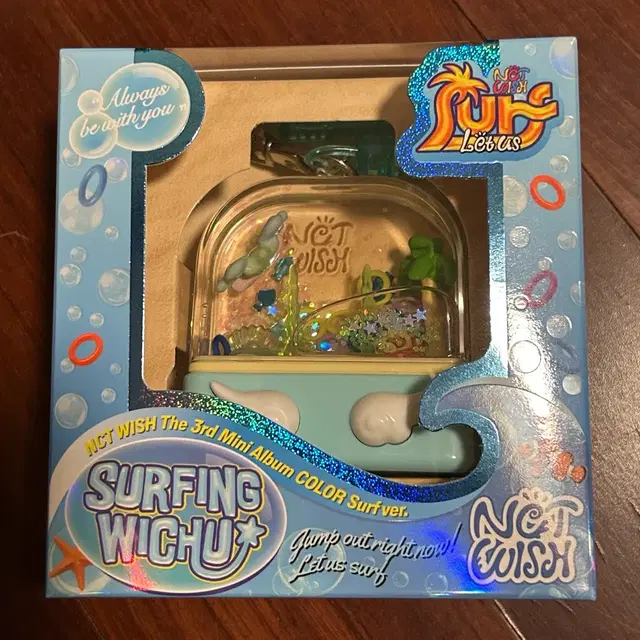 Always
be with you
NCT
WISH
Surf
Let us
NCT
WISH
NCT WISH The 3rd Mini Album COLOR Surf ver.
SURFING
WICHU
Jump out right now!
Let us surf
NCT
WISH